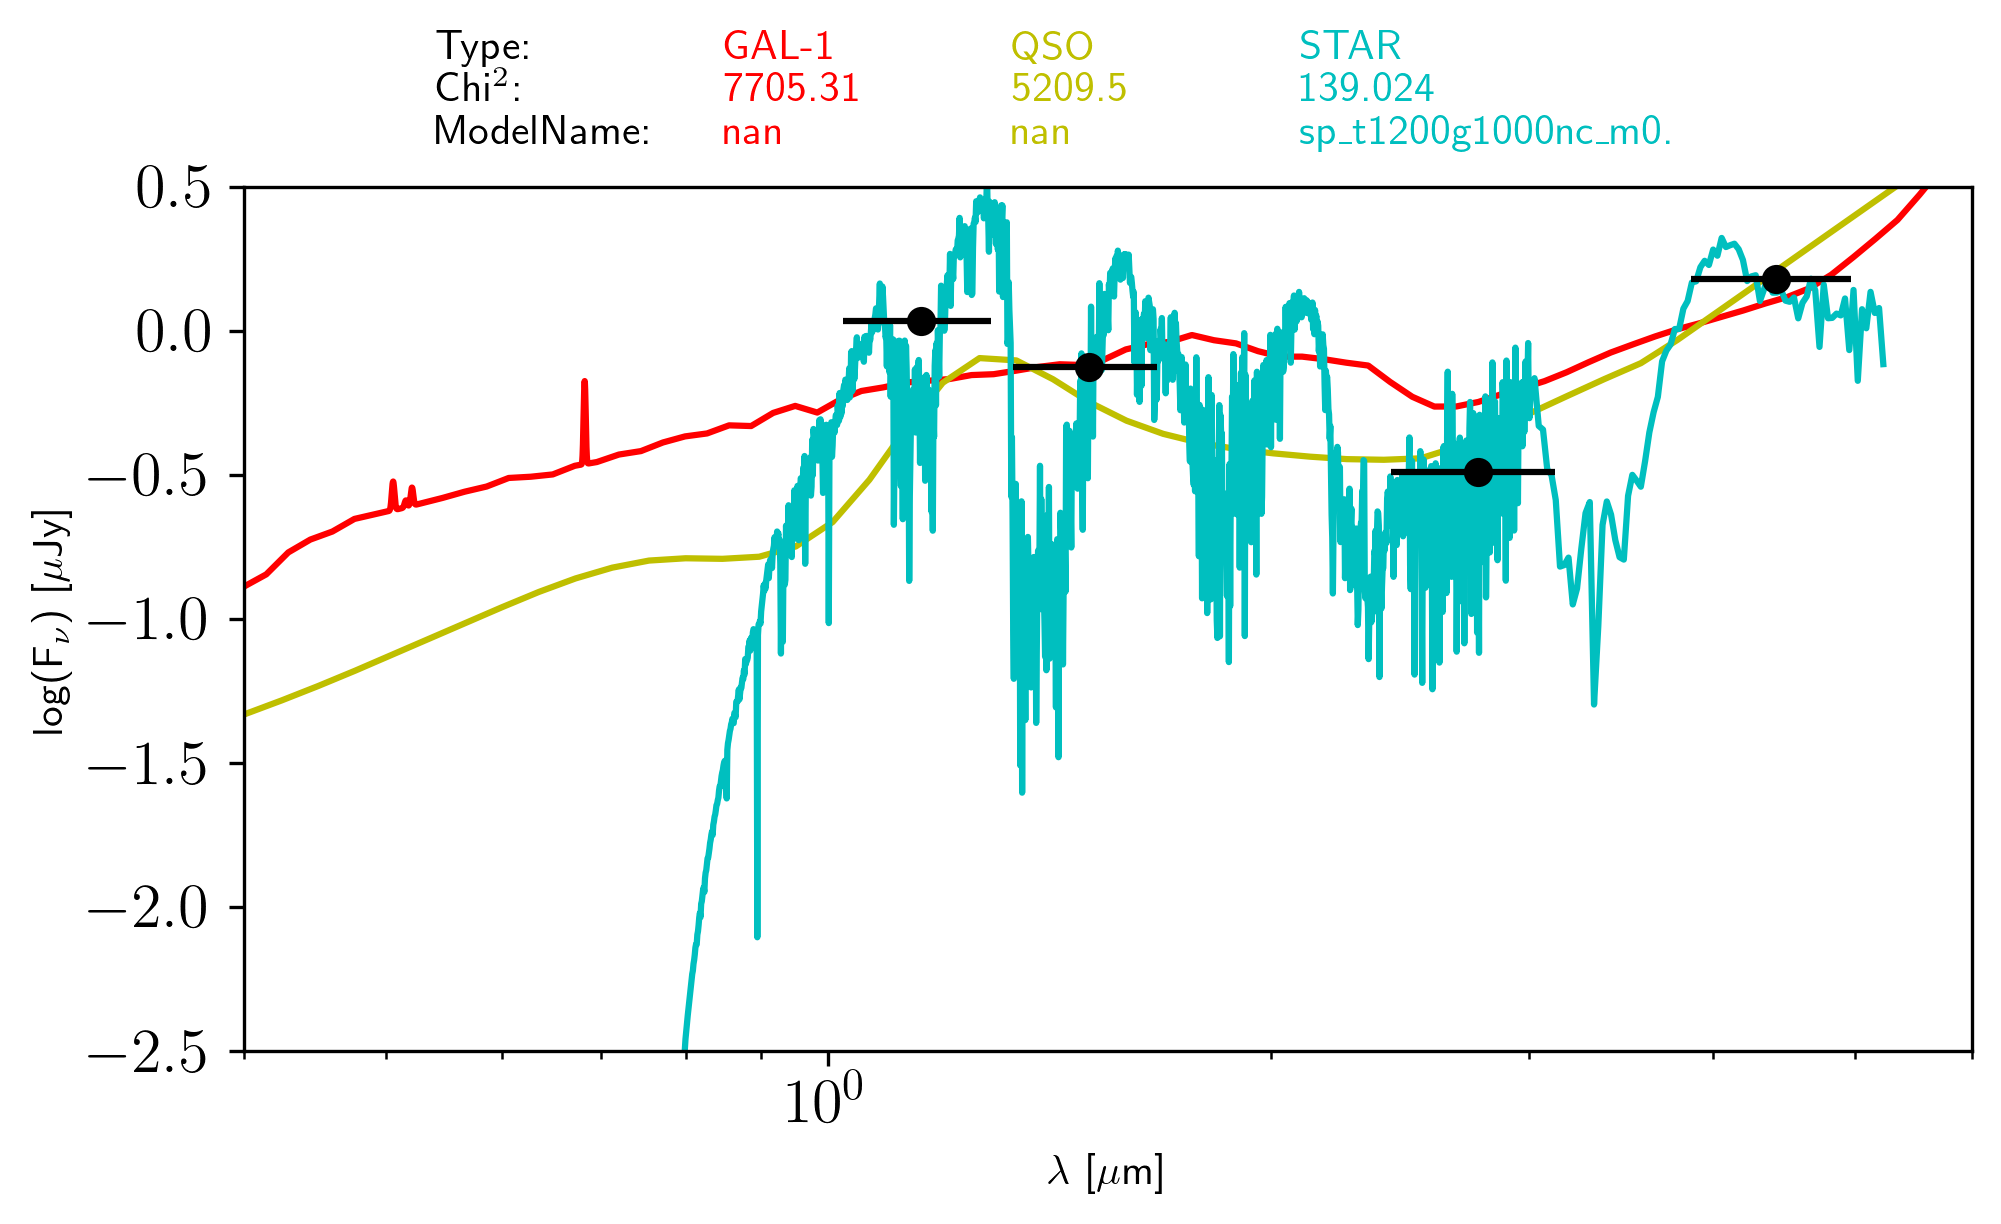 Type: GAL-1 QSO STAR
Chi²: 7705.31 5209.5 139.024
ModelName: nan nan sp_t1200g1000nc_m0.
0.5
0.0
−0.5
−1.0
−1.5
−2.0
−2.5
log(Fν) [μJy]
10⁰
λ [μm]